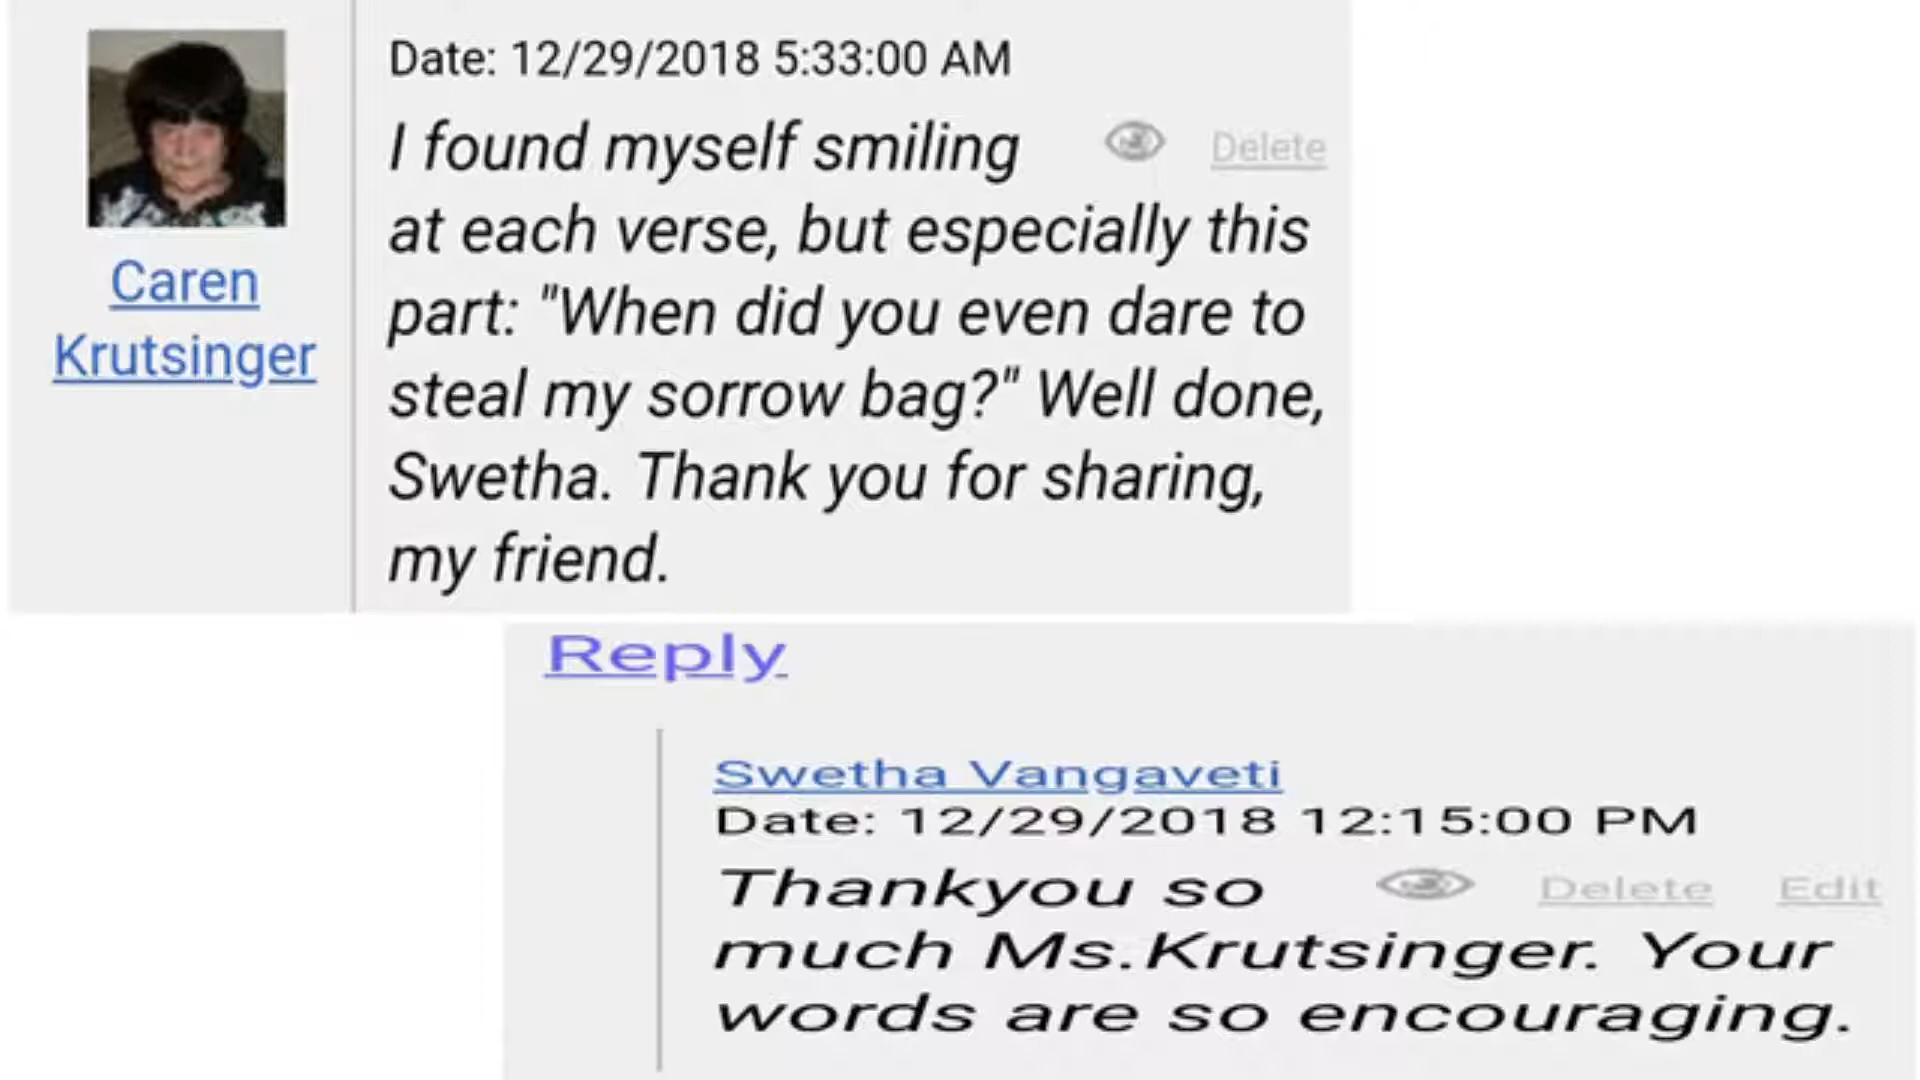 Caren
Krutsinger
Date: 12/29/2018 5:33:00 AM
I found myself smiling
Delete
at each verse, but especially this
part: "When did you even dare to
steal my sorrow bag?" Well done,
Swetha. Thank you for sharing,
my friend.
Reply
Swetha Vangaveti
Date: 12/29/2018 12:15:00 PM
Thankyou so
Delete Edit
much Ms.Krutsinger. Your
words are so encouraging.